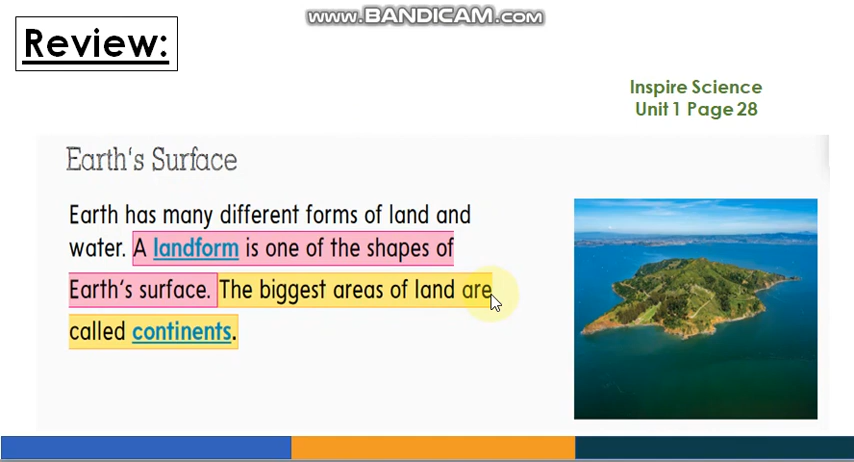 www.BANDICAM.com
Review:
Inspire Science
Unit 1 Page 28
Earth's Surface
Earth has many different forms of land and
water. A landform is one of the shapes of
Earth's surface. The biggest areas of land are
called continents.